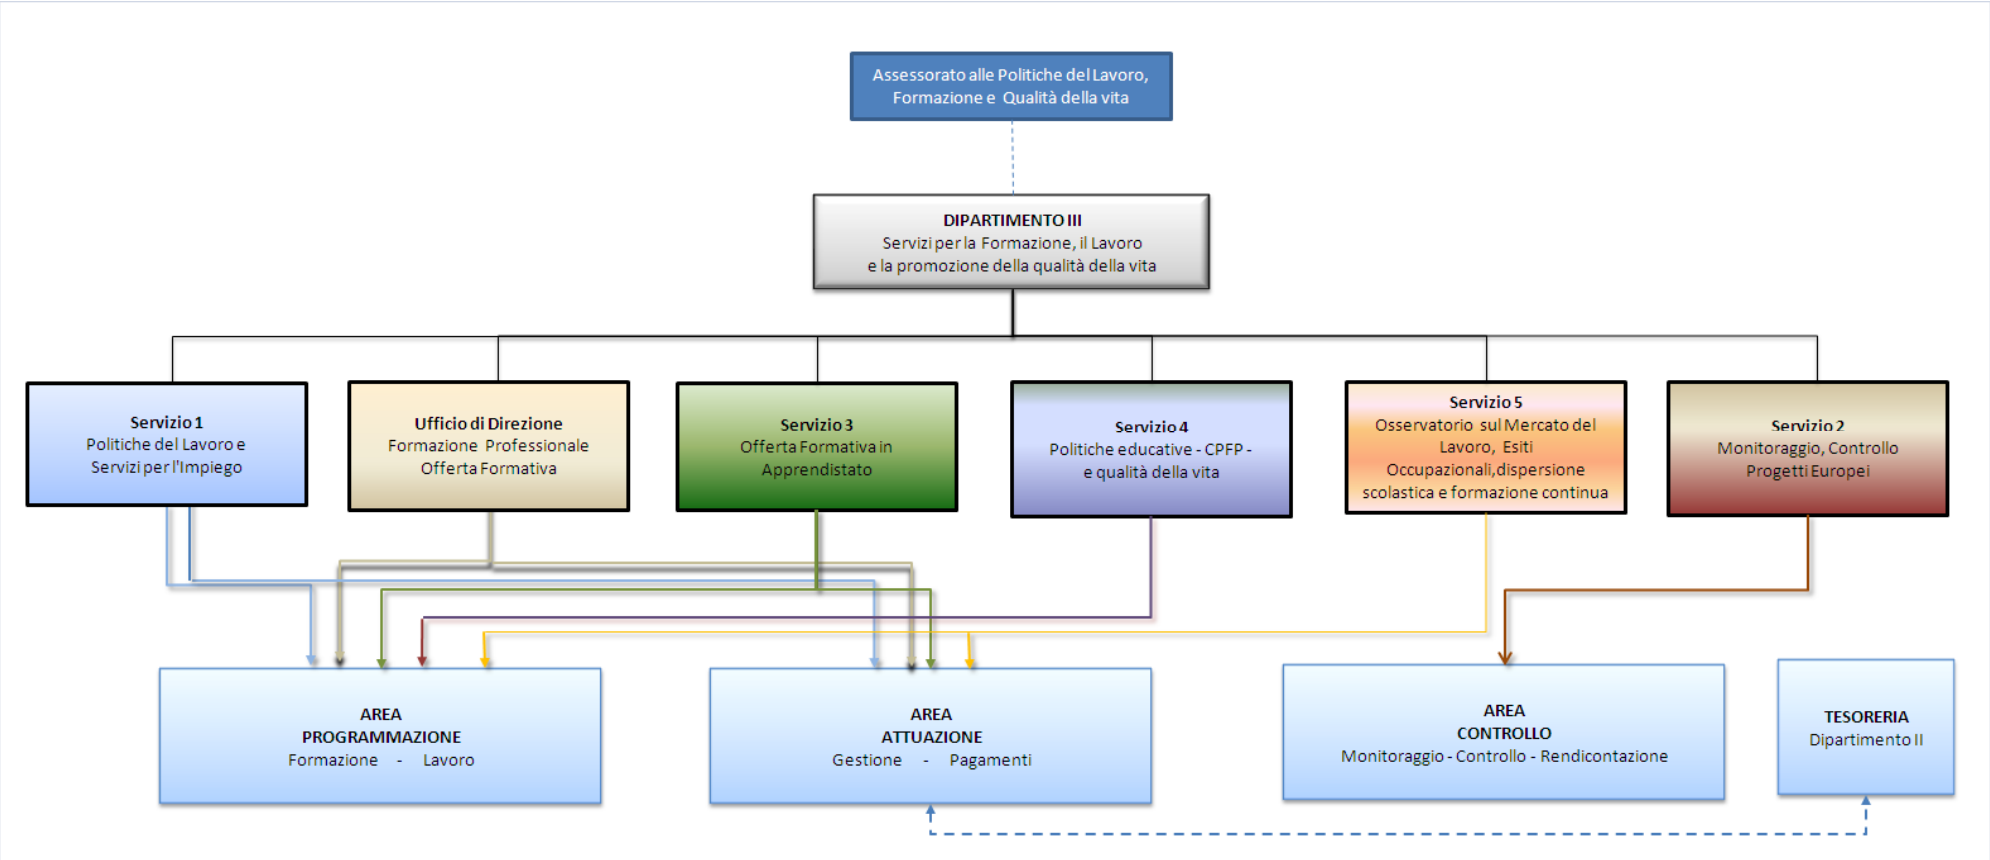 Assessorato alle Politiche del Lavoro,
Formazione e Qualità della vita
DIPARTIMENTO III
Servizi per la Formazione, il Lavoro
e la promozione della qualità della vita
Servizio 1
Politiche del Lavoro e
Servizi per l'Impiego
Ufficio di Direzione
Formazione Professionale
Offerta Formativa
Servizio 3
Offerta Formativa in
Apprendistato
Servizio 4
Politiche educative - CPFP -
e qualità della vita
Servizio 5
Osservatorio sul Mercato del
Lavoro, Esiti
Occupazionali,dispersione
scolastica e formazione continua
Servizio 2
Monitoraggio, Controllo
Progetti Europei
AREA
PROGRAMMAZIONE
Formazione - Lavoro
AREA
ATTUAZIONE
Gestione - Pagamenti
AREA
CONTROLLO
Monitoraggio - Controllo - Rendicontazione
TESORERIA
Dipartimento II